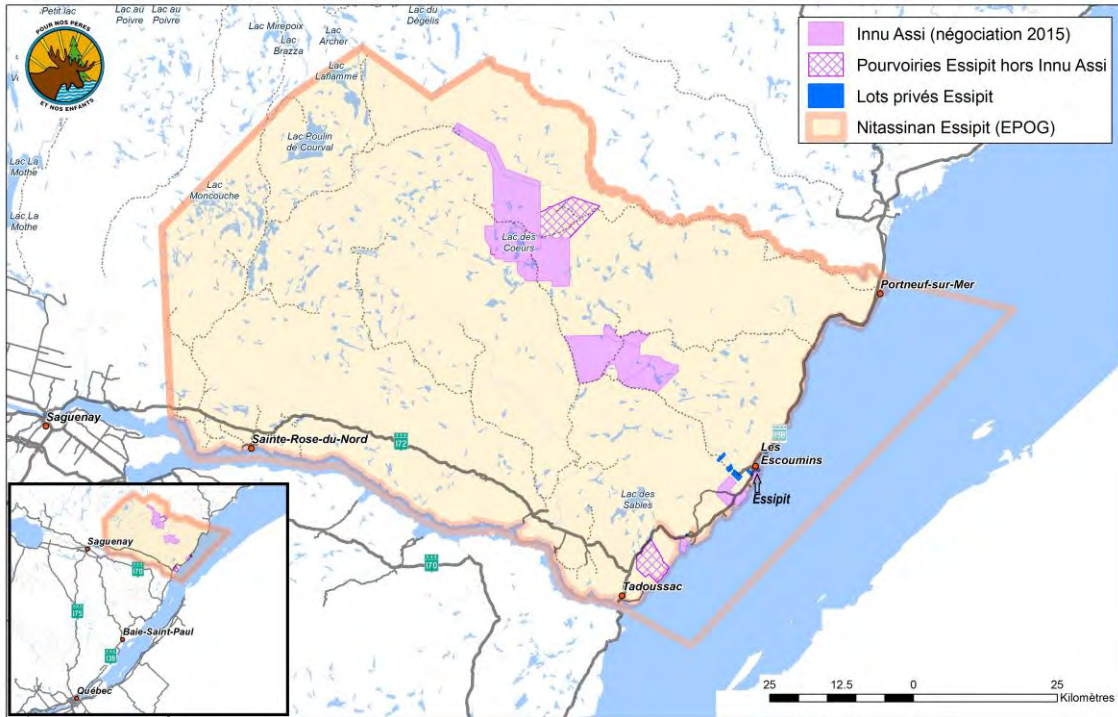 Petit lac
Lac au
Poivre
Lac au
Poivre
Lac du
Dégelis
Lac Mirepoix
Lac
Brazza
Lac
Archer
Lac
Laflamme
POUR NOS PÈRES
ET NOS ENFANTS
Innu Assi (négociation 2015)
Pourvoiries Essipit hors Innu Assi
Lots privés Essipit
Nitassinan Essipit (EPOG)
Lac Poulin
de Courval
Lac La
Mothe
Lac
Moncouche
Lac La
Mothe
Lac des
Coeurs
Portneuf-sur-Mer
Saguenay
Sainte-Rose-du-Nord
172
Les
Escoumins
Essipit
Lac des
Sables
170
Tadoussac
Saguenay
170
175
Baie-Saint-Paul
138
Québec
25
12.5
0
25
Kilomètres